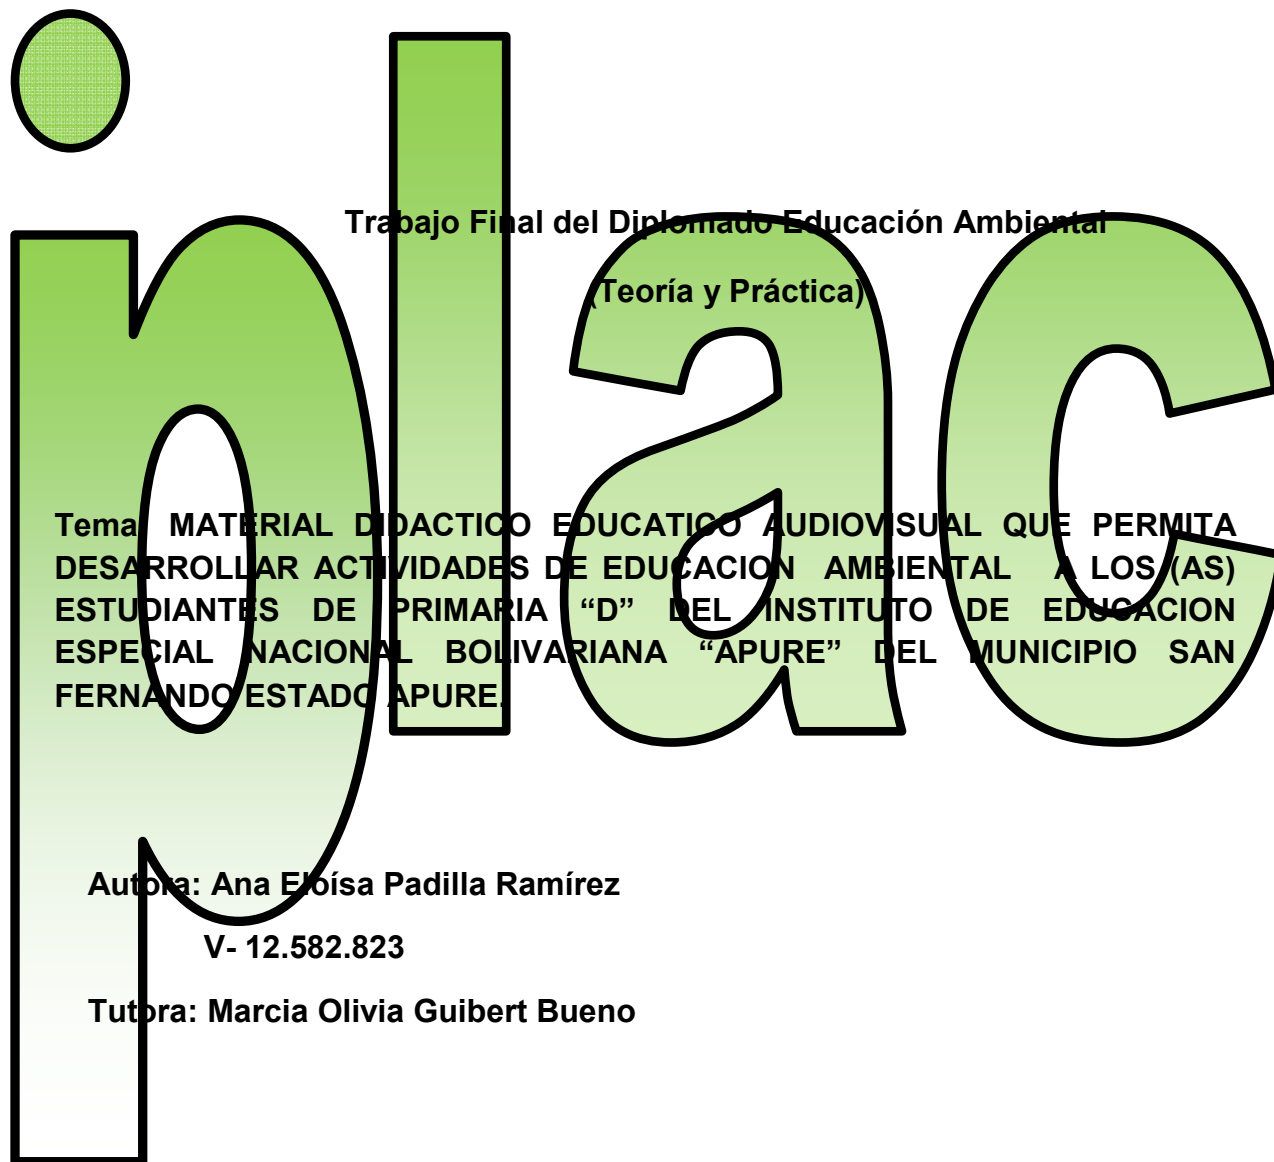 iplac
Trabajo Final del Diplomado Educación Ambiental
(Teoría y Práctica)
Tema: MATERIAL DIDACTICO EDUCATICO AUDIOVISUAL QUE PERMITA
DESARROLLAR ACTIVIDADES DE EDUCACION AMBIENTAL A LOS (AS)
ESTUDIANTES DE PRIMARIA “D” DEL INSTITUTO DE EDUCACION
ESPECIAL NACIONAL BOLIVARIANA “APURE” DEL MUNICIPIO SAN
FERNANDO ESTADO APURE.
Autora: Ana Eloísa Padilla Ramírez
V- 12.582.823
Tutora: Marcia Olivia Guibert Bueno